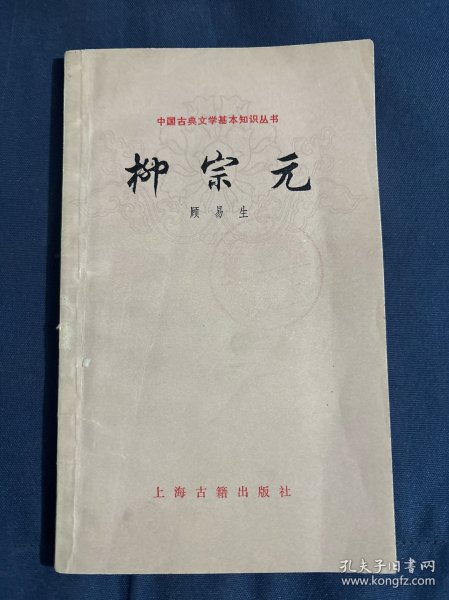 中国古典文学基本知识丛书
柳宗元
顾易生
上海古籍出版社
孔夫子旧书网
www.kongfz.com